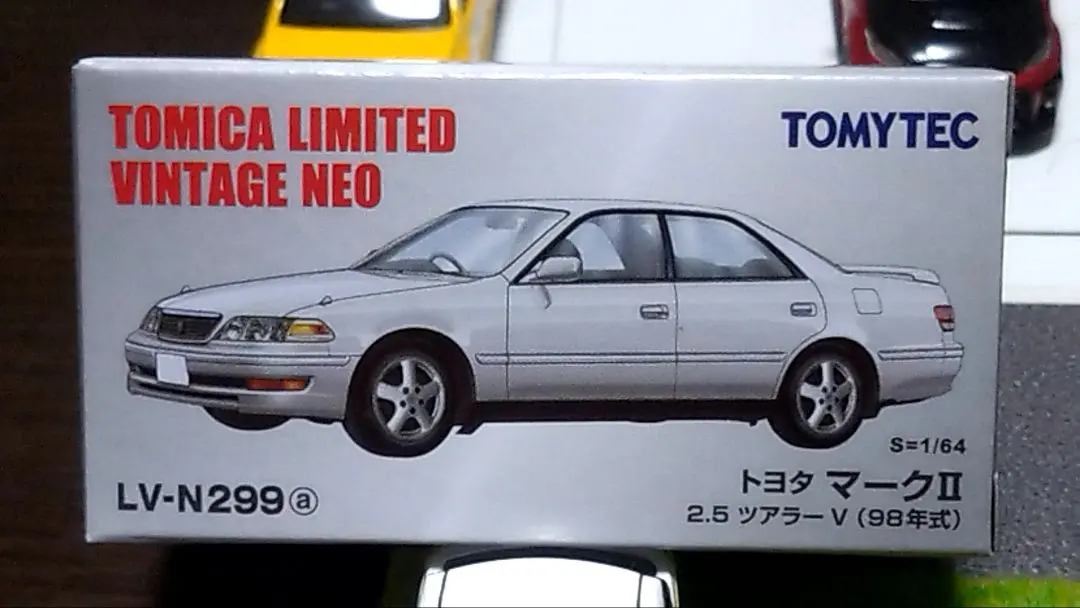 TOMICA LIMITED
VINTAGE NEO
TOMYTEC
S=1/64
LV-N299ⓐ
トヨタ マークⅡ
2.5 ツアラーV（98年式）